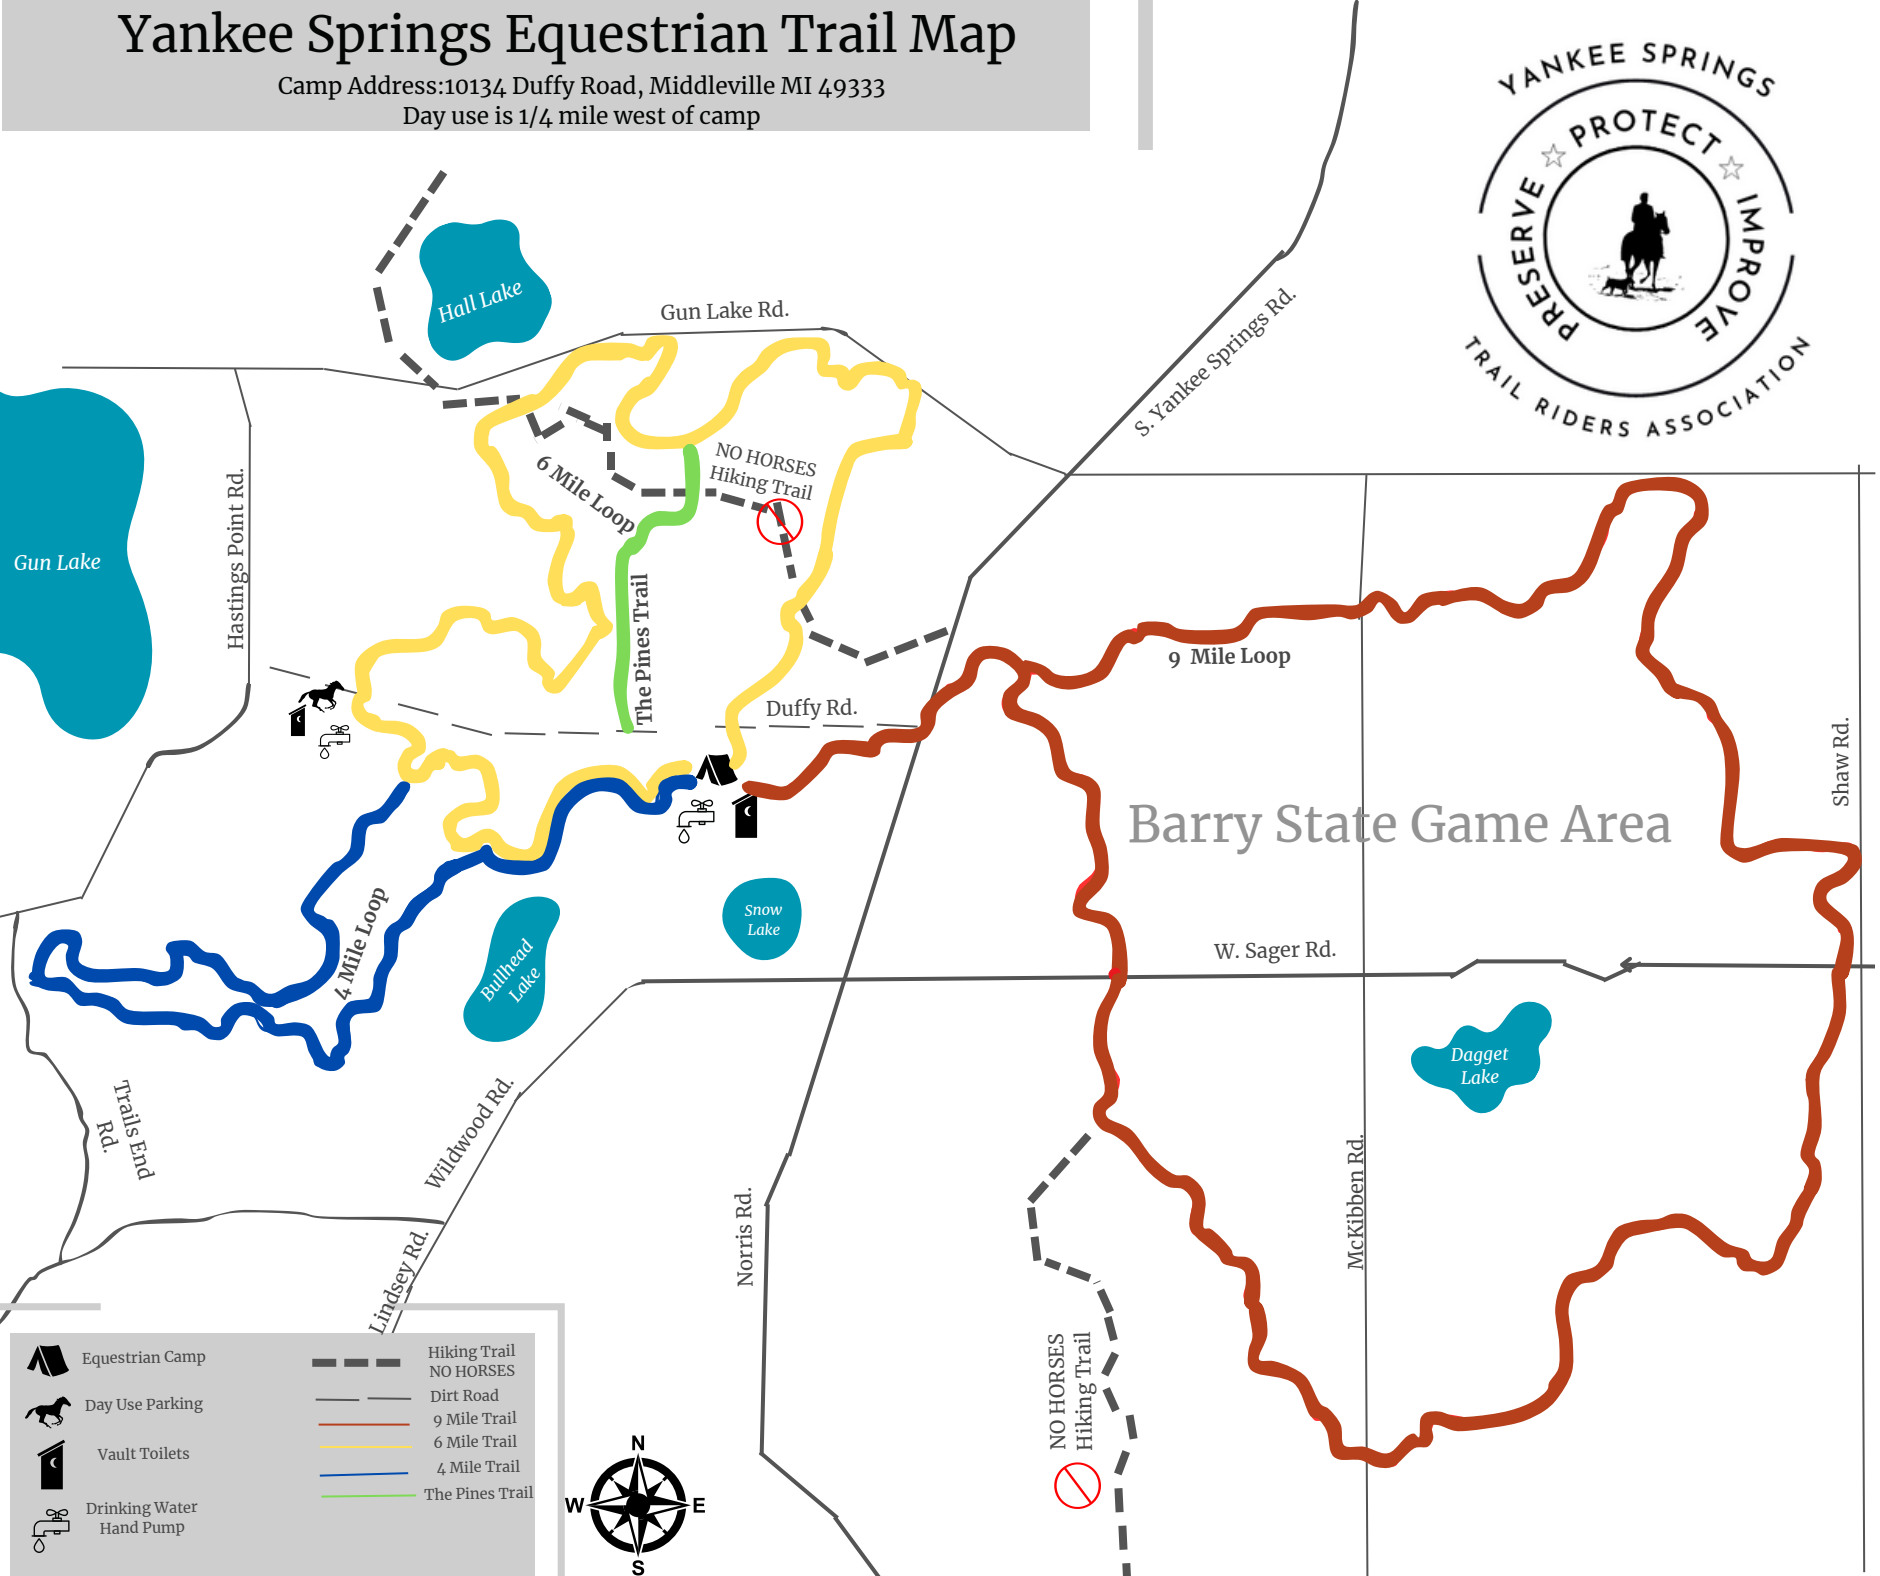 Yankee Springs Equestrian Trail Map
Camp Address:10134 Duffy Road, Middleville MI 49333
Day use is 1/4 mile west of camp
YANKEE SPRINGS
PRESERVE ☆ PROTECT ☆ IMPROVE
TRAIL RIDERS ASSOCIATION
Hall Lake
Gun Lake Rd.
S. Yankee Springs Rd.
NO HORSES
Hiking Trail
6 Mile Loop
Hastings Point Rd.
Gun Lake
The Pines Trail
9 Mile Loop
Duffy Rd.
Shaw Rd.
Barry State Game Area
4 Mile Loop
Bullhead
Lake
Snow
Lake
W. Sager Rd.
Dagget
Lake
Trails End
Rd.
Wildwood Rd.
McKibben Rd.
Norris Rd.
Lindsey Rd.
NO HORSES
Hiking Trail
Equestrian Camp
Day Use Parking
Vault Toilets
Drinking Water
Hand Pump
Hiking Trail
NO HORSES
Dirt Road
9 Mile Trail
6 Mile Trail
4 Mile Trail
The Pines Trail
N
W
E
S